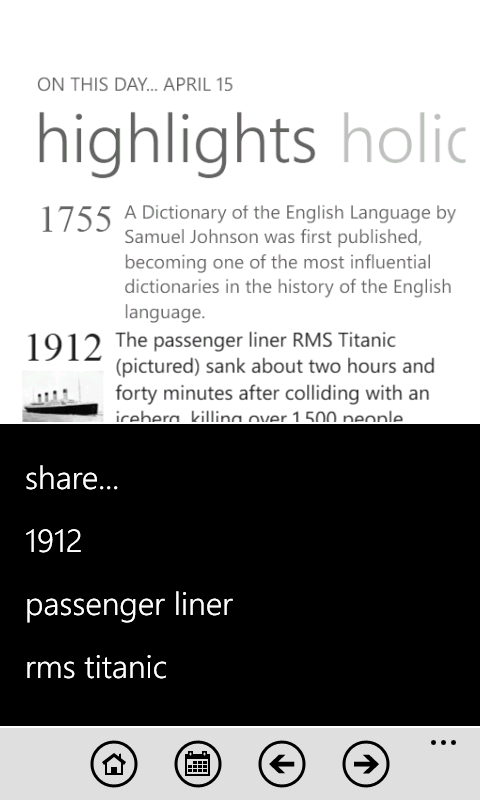 ON THIS DAY... APRIL 15
highlights holic
1755
A Dictionary of the English Language by
Samuel Johnson was first published,
becoming one of the most influential
dictionaries in the history of the English
language.
1912
The passenger liner RMS Titanic
(pictured) sank about two hours and
forty minutes after colliding with an
iceberg, killing over 1,500 people
share...
1912
passenger liner
rms titanic
...